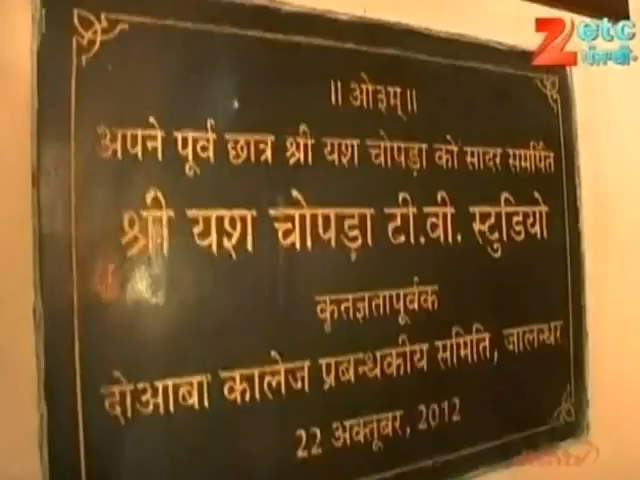 Zetc
ਪੰਜਾਬੀ
॥ ओ३म् ॥
अपने पूर्व छात्र श्री यश चोपड़ा को सादर समर्पित
श्री यश चोपड़ा टी.वी. स्टुडियो
कृतज्ञतापूर्वक
दोआबा कालेज प्रबन्धकीय समिति, जालन्धर
22 अक्तूबर, 2012